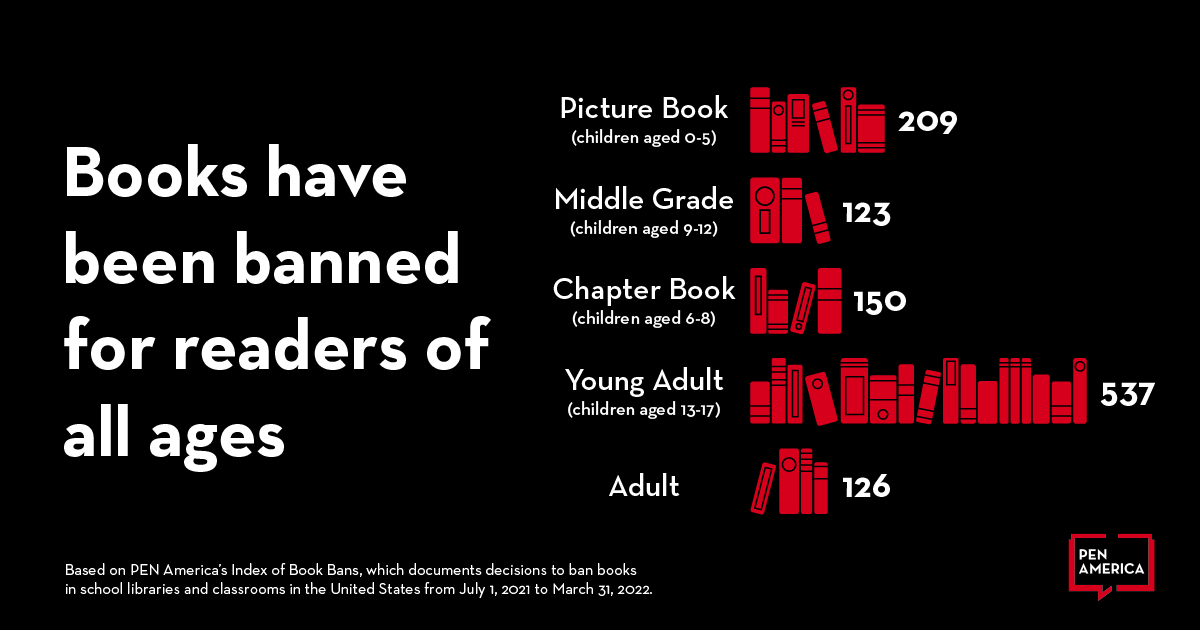 Books have
been banned
for readers of
all ages
Picture Book
(children aged 0-5)
209
Middle Grade
(children aged 9-12)
123
Chapter Book
(children aged 6-8)
150
Young Adult
(children aged 13-17)
537
Adult
126
Based on PEN America’s Index of Book Bans, which documents decisions to ban books
in school libraries and classrooms in the United States from July 1, 2021 to March 31, 2022.
PEN
AMERICA